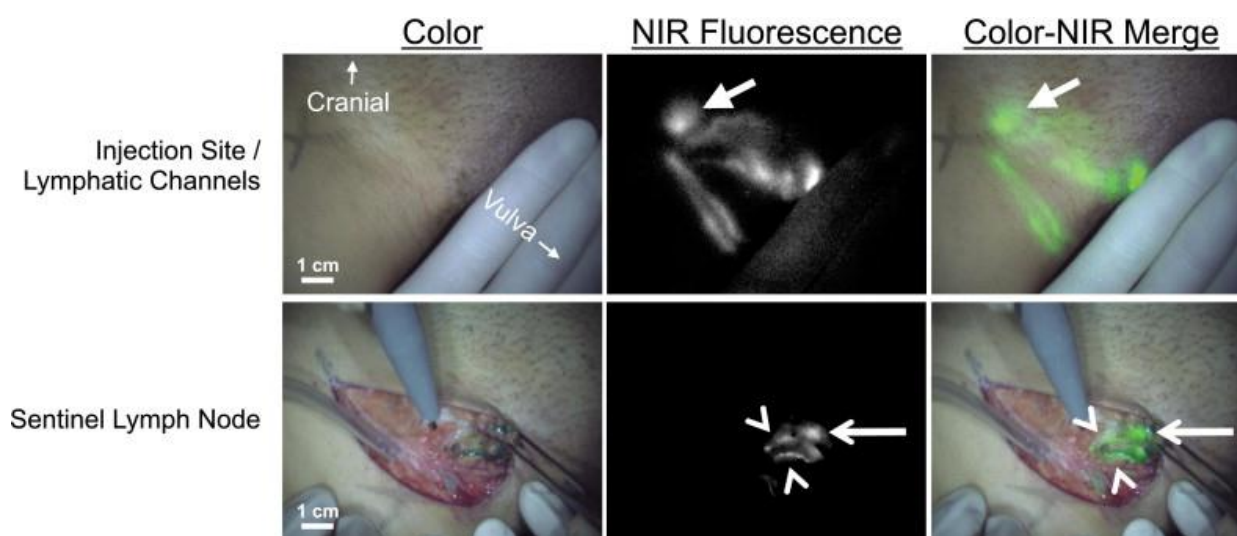 Color
NIR Fluorescence
Color-NIR Merge
Injection Site /
Lymphatic Channels
Cranial
Vulva
1 cm
Sentinel Lymph Node
1 cm